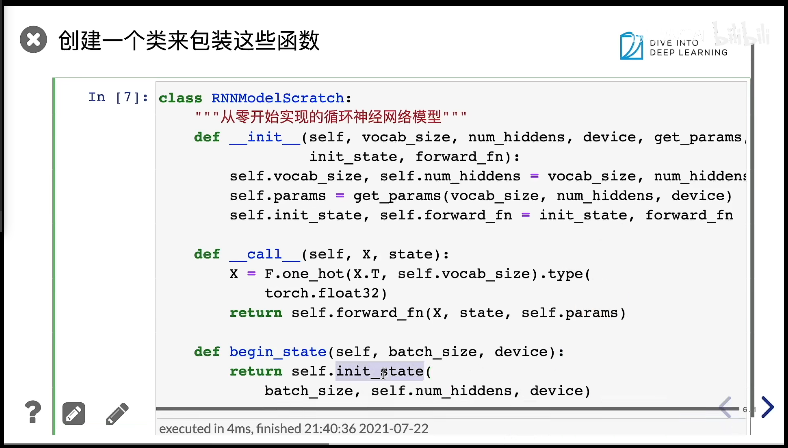 创建一个类来包装这些函数
DIVE INTO
DEEP LEARNING
In [7]:
class RNNModelScratch:
"""从零开始实现的循环神经网络模型"""
def __init__(self, vocab_size, num_hiddens, device, get_params,
init_state, forward_fn):
self.vocab_size, self.num_hiddens = vocab_size, num_hiddens
self.params = get_params(vocab_size, num_hiddens, device)
self.init_state, self.forward_fn = init_state, forward_fn
def __call__(self, X, state):
X = F.one_hot(X.T, self.vocab_size).type(
torch.float32)
return self.forward_fn(X, state, self.params)
def begin_state(self, batch_size, device):
return self.init_state(
batch_size, self.num_hiddens, device)
?
executed in 4ms, finished 21:40:36 2021-07-22